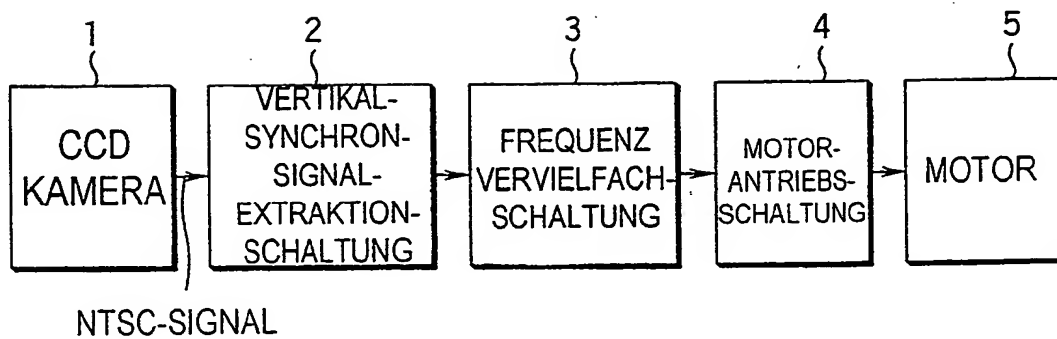 1
2
3
4
5
CCD
KAMERA
VERTIKAL-
SYNCHRON-
SIGNAL-
EXTRAKTION-
SCHALTUNG
FREQUENZ
VERVIELFACH-
SCHALTUNG
MOTOR-
ANTRIEBS-
SCHALTUNG
MOTOR
NTSC-SIGNAL